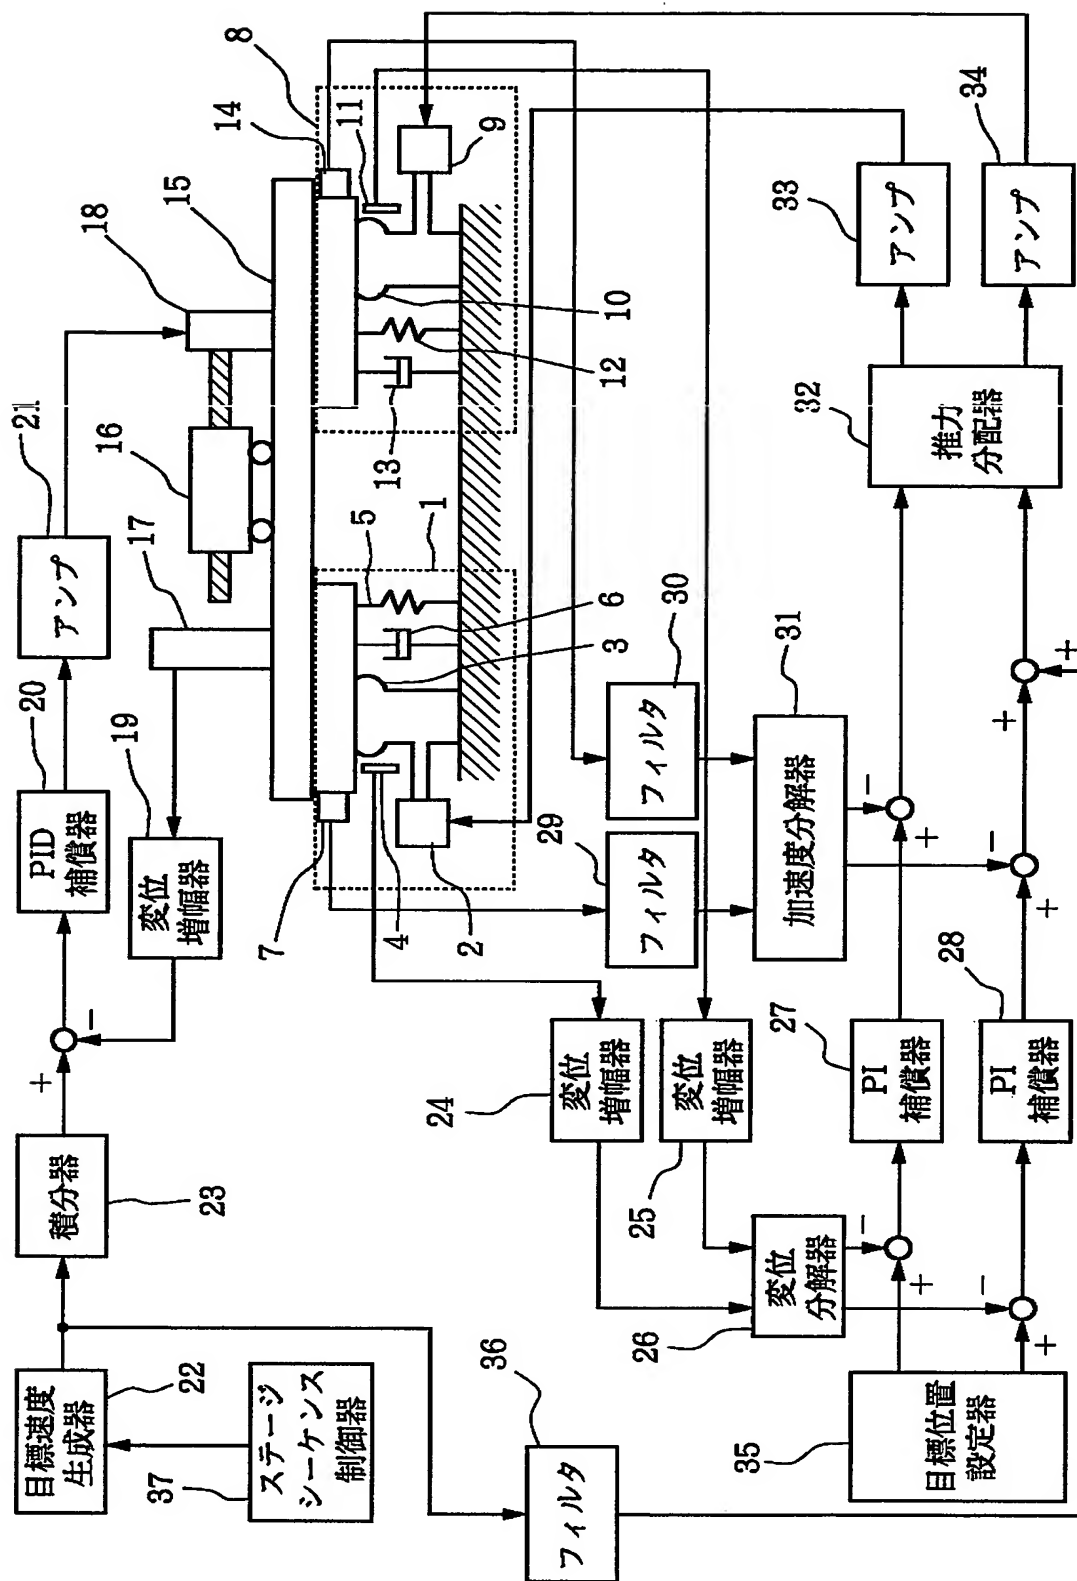 目標速度
生成器
22
積分器
23
+
−
PID
補償器
20
アンプ
21
変位
増幅器
19
37
ステージ
シーケンス
制御器
17
16
18
15
14
8
7
4
2
3
6
5
1
13
12
10
11
9
24
変位
増幅器
25
変位
増幅器
29
フィルタ
フィルタ
30
加速度分解器
31
36
フィルタ
26
変位
分解器
−
+
−
+
27
PI
補償器
28
PI
補償器
−
+
−
+
+
+
35
目標位置
設定器
32
推力
分配器
33
アンプ
34
アンプ